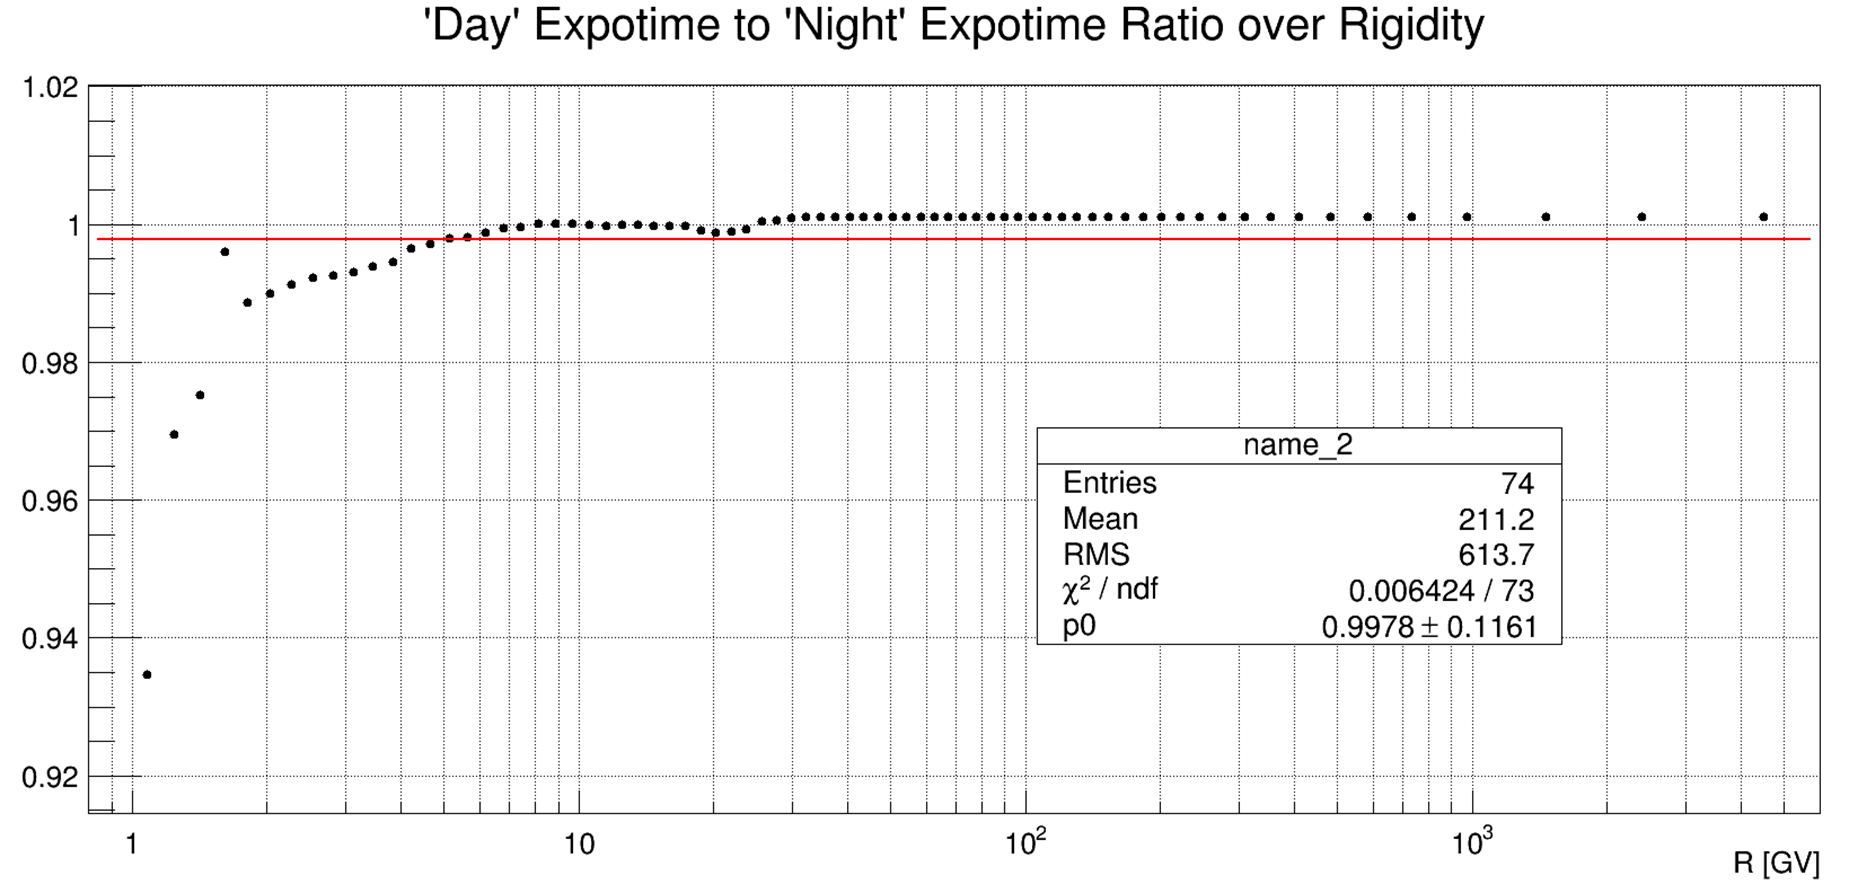 'Day' Expotime to 'Night' Expotime Ratio over Rigidity
1.02
1
0.98
0.96
0.94
0.92
name_2
Entries 74
Mean 211.2
RMS 613.7
χ² / ndf 0.006424 / 73
p0 0.9978 ± 0.1161
1 10 10² 10³
R [GV]